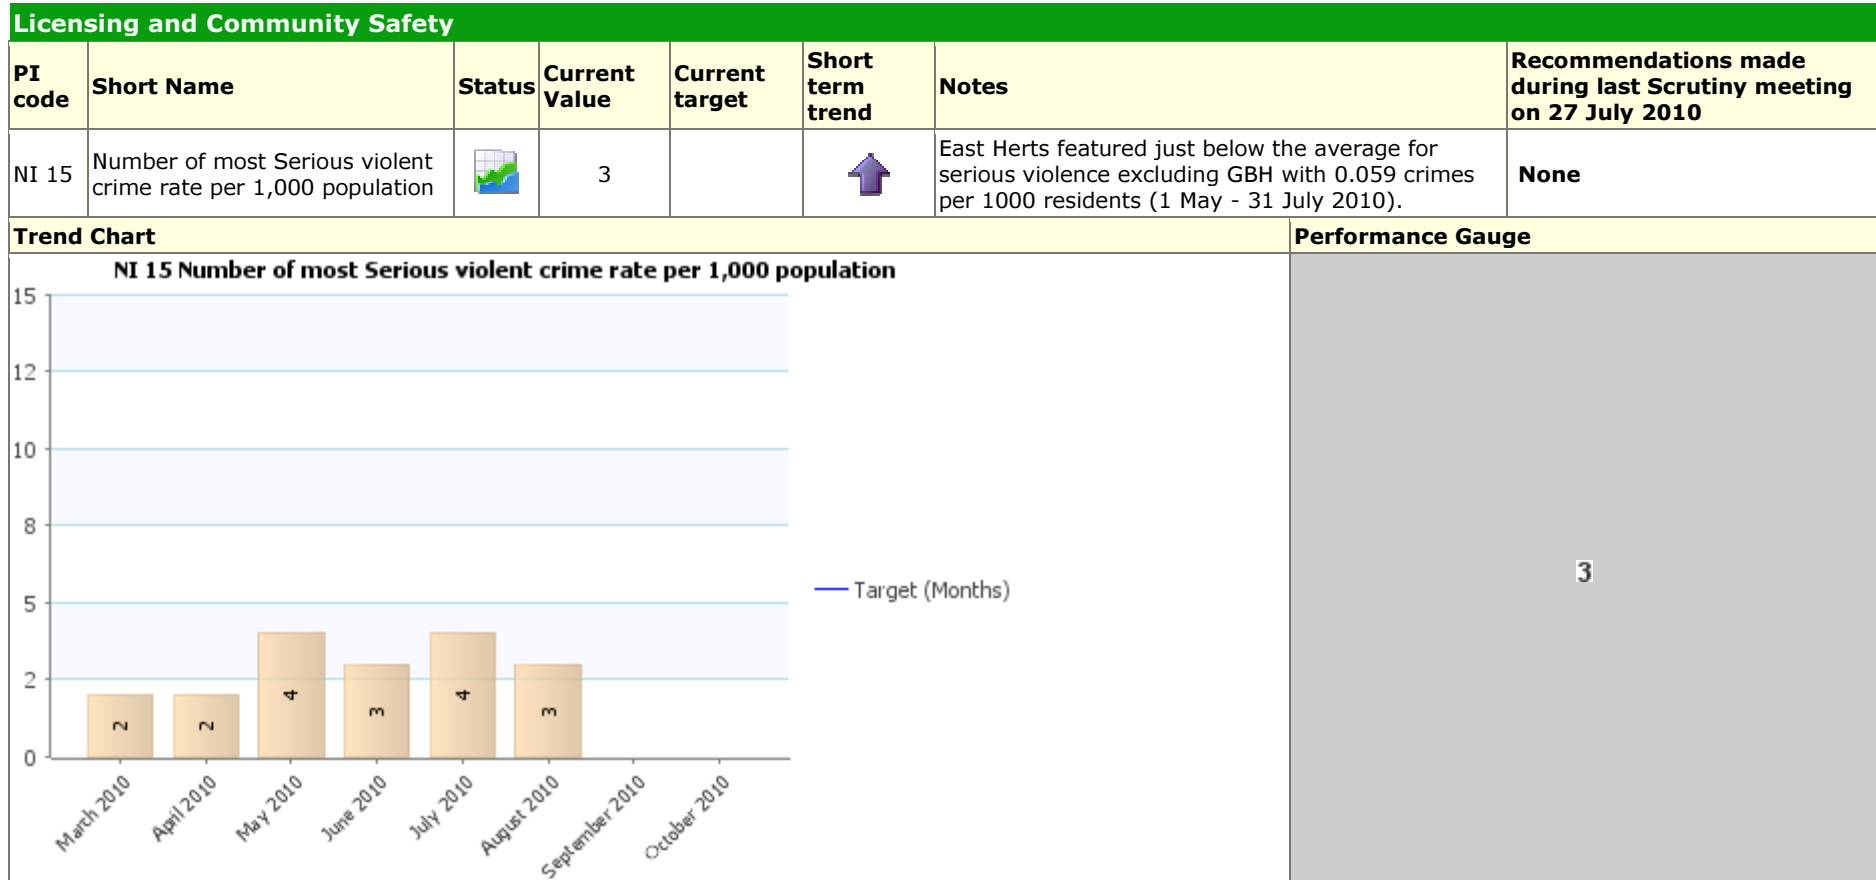 Licensing and Community Safety
PI code
Short Name
Status
Current Value
Current target
Short term trend
Notes
Recommendations made during last Scrutiny meeting on 27 July 2010
NI 15
Number of most Serious violent crime rate per 1,000 population
3
East Herts featured just below the average for serious violence excluding GBH with 0.059 crimes per 1000 residents (1 May - 31 July 2010).
None
Trend Chart
Performance Gauge
NI 15 Number of most Serious violent crime rate per 1,000 population
15
12
10
8
5
2
0
2
2
4
3
4
3
March 2010
April 2010
May 2010
June 2010
July 2010
August 2010
September 2010
October 2010
Target (Months)
3